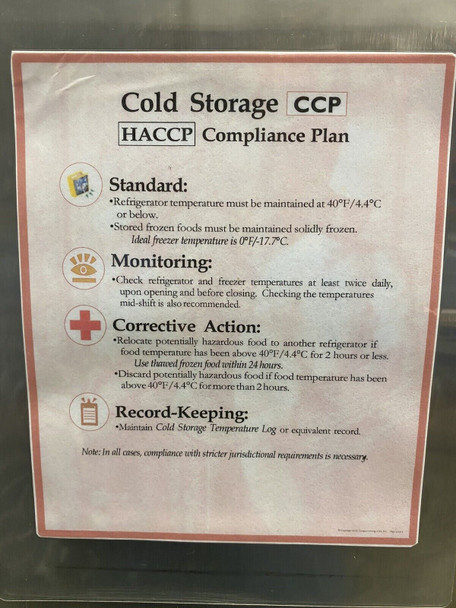 Cold Storage CCP
HACCP Compliance Plan
Standard:
•Refrigerator temperature must be maintained at 40°F/4.4°C
or below.
•Stored frozen foods must be maintained solidly frozen.
Ideal freezer temperature is 0°F/-17.7°C.
Monitoring:
•Check refrigerator and freezer temperatures at least twice daily,
upon opening and before closing. Checking the temperatures
mid-shift is also recommended.
Corrective Action:
•Relocate potentially hazardous food to another refrigerator if
food temperature has been above 40°F/4.4°C for 2 hours or less.
Use thawed frozen food within 24 hours.
•Discard potentially hazardous food if food temperature has been
above 40°F/4.4°C for more than 2 hours.
Record-Keeping:
•Maintain Cold Storage Temperature Log or equivalent record.
Note: In all cases, compliance with stricter jurisdictional requirements is necessary.